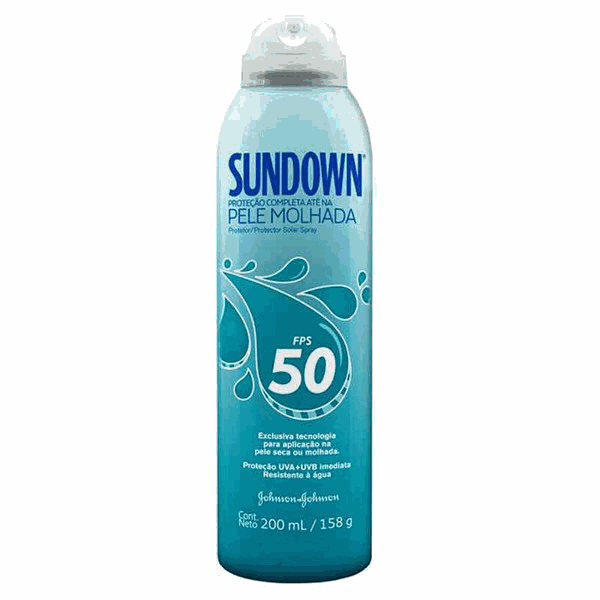 SUNDOWN®
PROTEÇÃO COMPLETA ATÉ NA
PELE MOLHADA
Protetor/Protector Solar Spray
FPS
50
Exclusiva tecnologia
para aplicação na
pele seca ou molhada.
Proteção UVA+UVB imediata
Resistente à água
Johnson+Johnson
Cont.
Neto 200 mL / 158 g